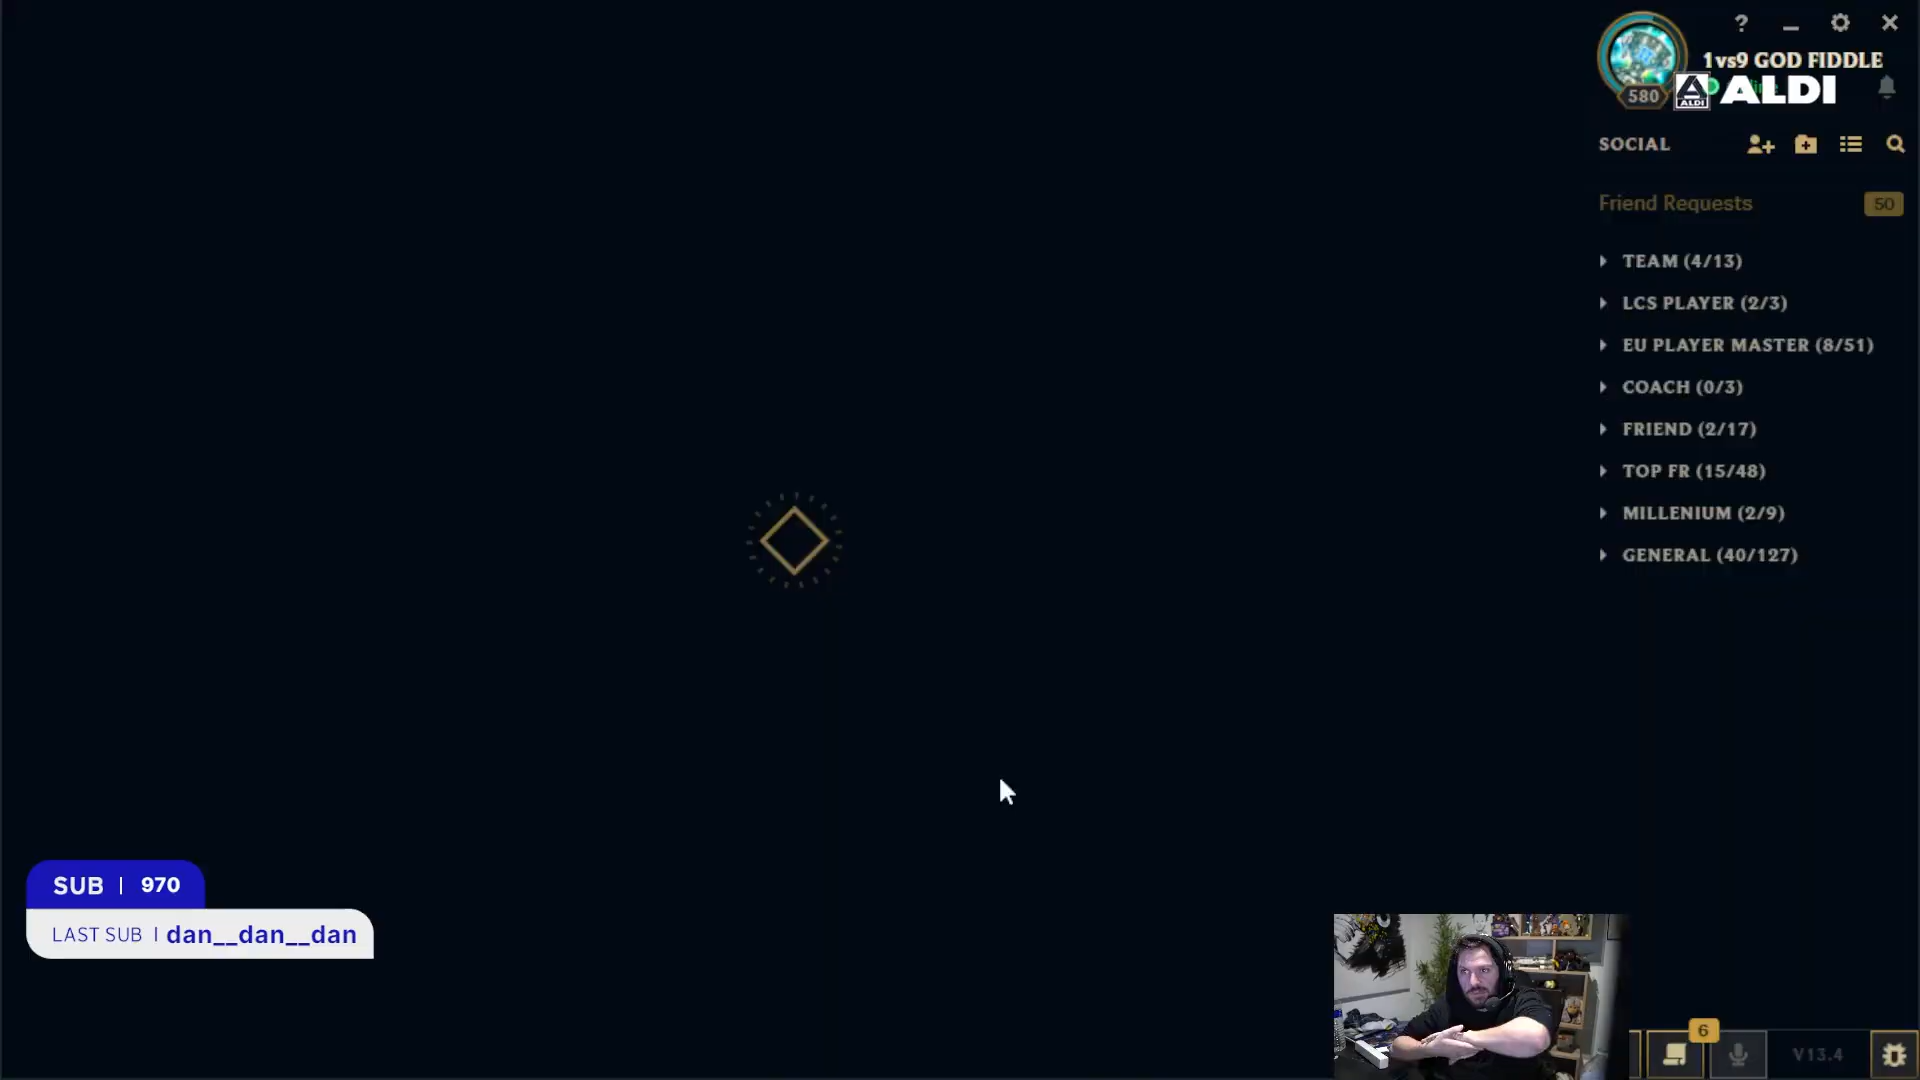 1vs9 GOD FIDDLE
580
ALDI
ALDI
SOCIAL
Friend Requests
50
TEAM (4/13)
LCS PLAYER (2/3)
EU PLAYER MASTER (8/51)
COACH (0/3)
FRIEND (2/17)
TOP FR (15/48)
MILLENIUM (2/9)
GENERAL (40/127)
SUB | 970
LAST SUB | dan__dan__dan
6
V13.4